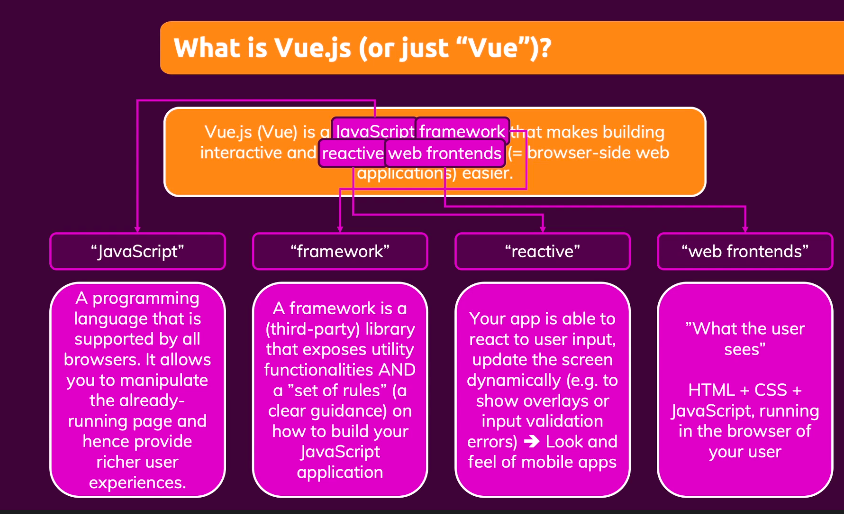 What is Vue.js (or just “Vue”)?
Vue.js (Vue) is a JavaScript framework that makes building
interactive and reactive web frontends (= browser-side web
applications) easier.
“JavaScript”
A programming
language that is
supported by all
browsers. It allows
you to manipulate
the already-
running page and
hence provide
richer user
experiences.
“framework”
A framework is a
(third-party) library
that exposes utility
functionalities AND
a ”set of rules” (a
clear guidance) on
how to build your
JavaScript
application
“reactive”
Your app is able to
react to user input,
update the screen
dynamically (e.g. to
show overlays or
input validation
errors) ➔ Look and
feel of mobile apps
“web frontends”
”What the user
sees”
HTML + CSS +
JavaScript, running
in the browser of
your user